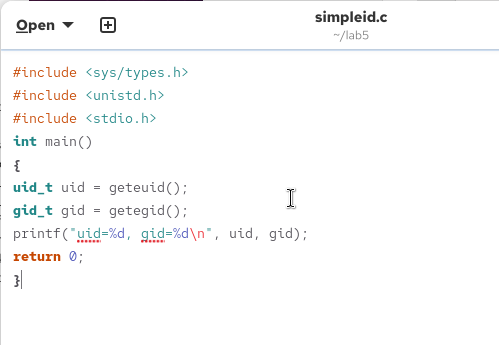 Open
simpleid.c
~/lab5
#include <sys/types.h>
#include <unistd.h>
#include <stdio.h>
int main()
{
uid_t uid = geteuid();
gid_t gid = getegid();
printf("uid=%d, gid=%d\n", uid, gid);
return 0;
}